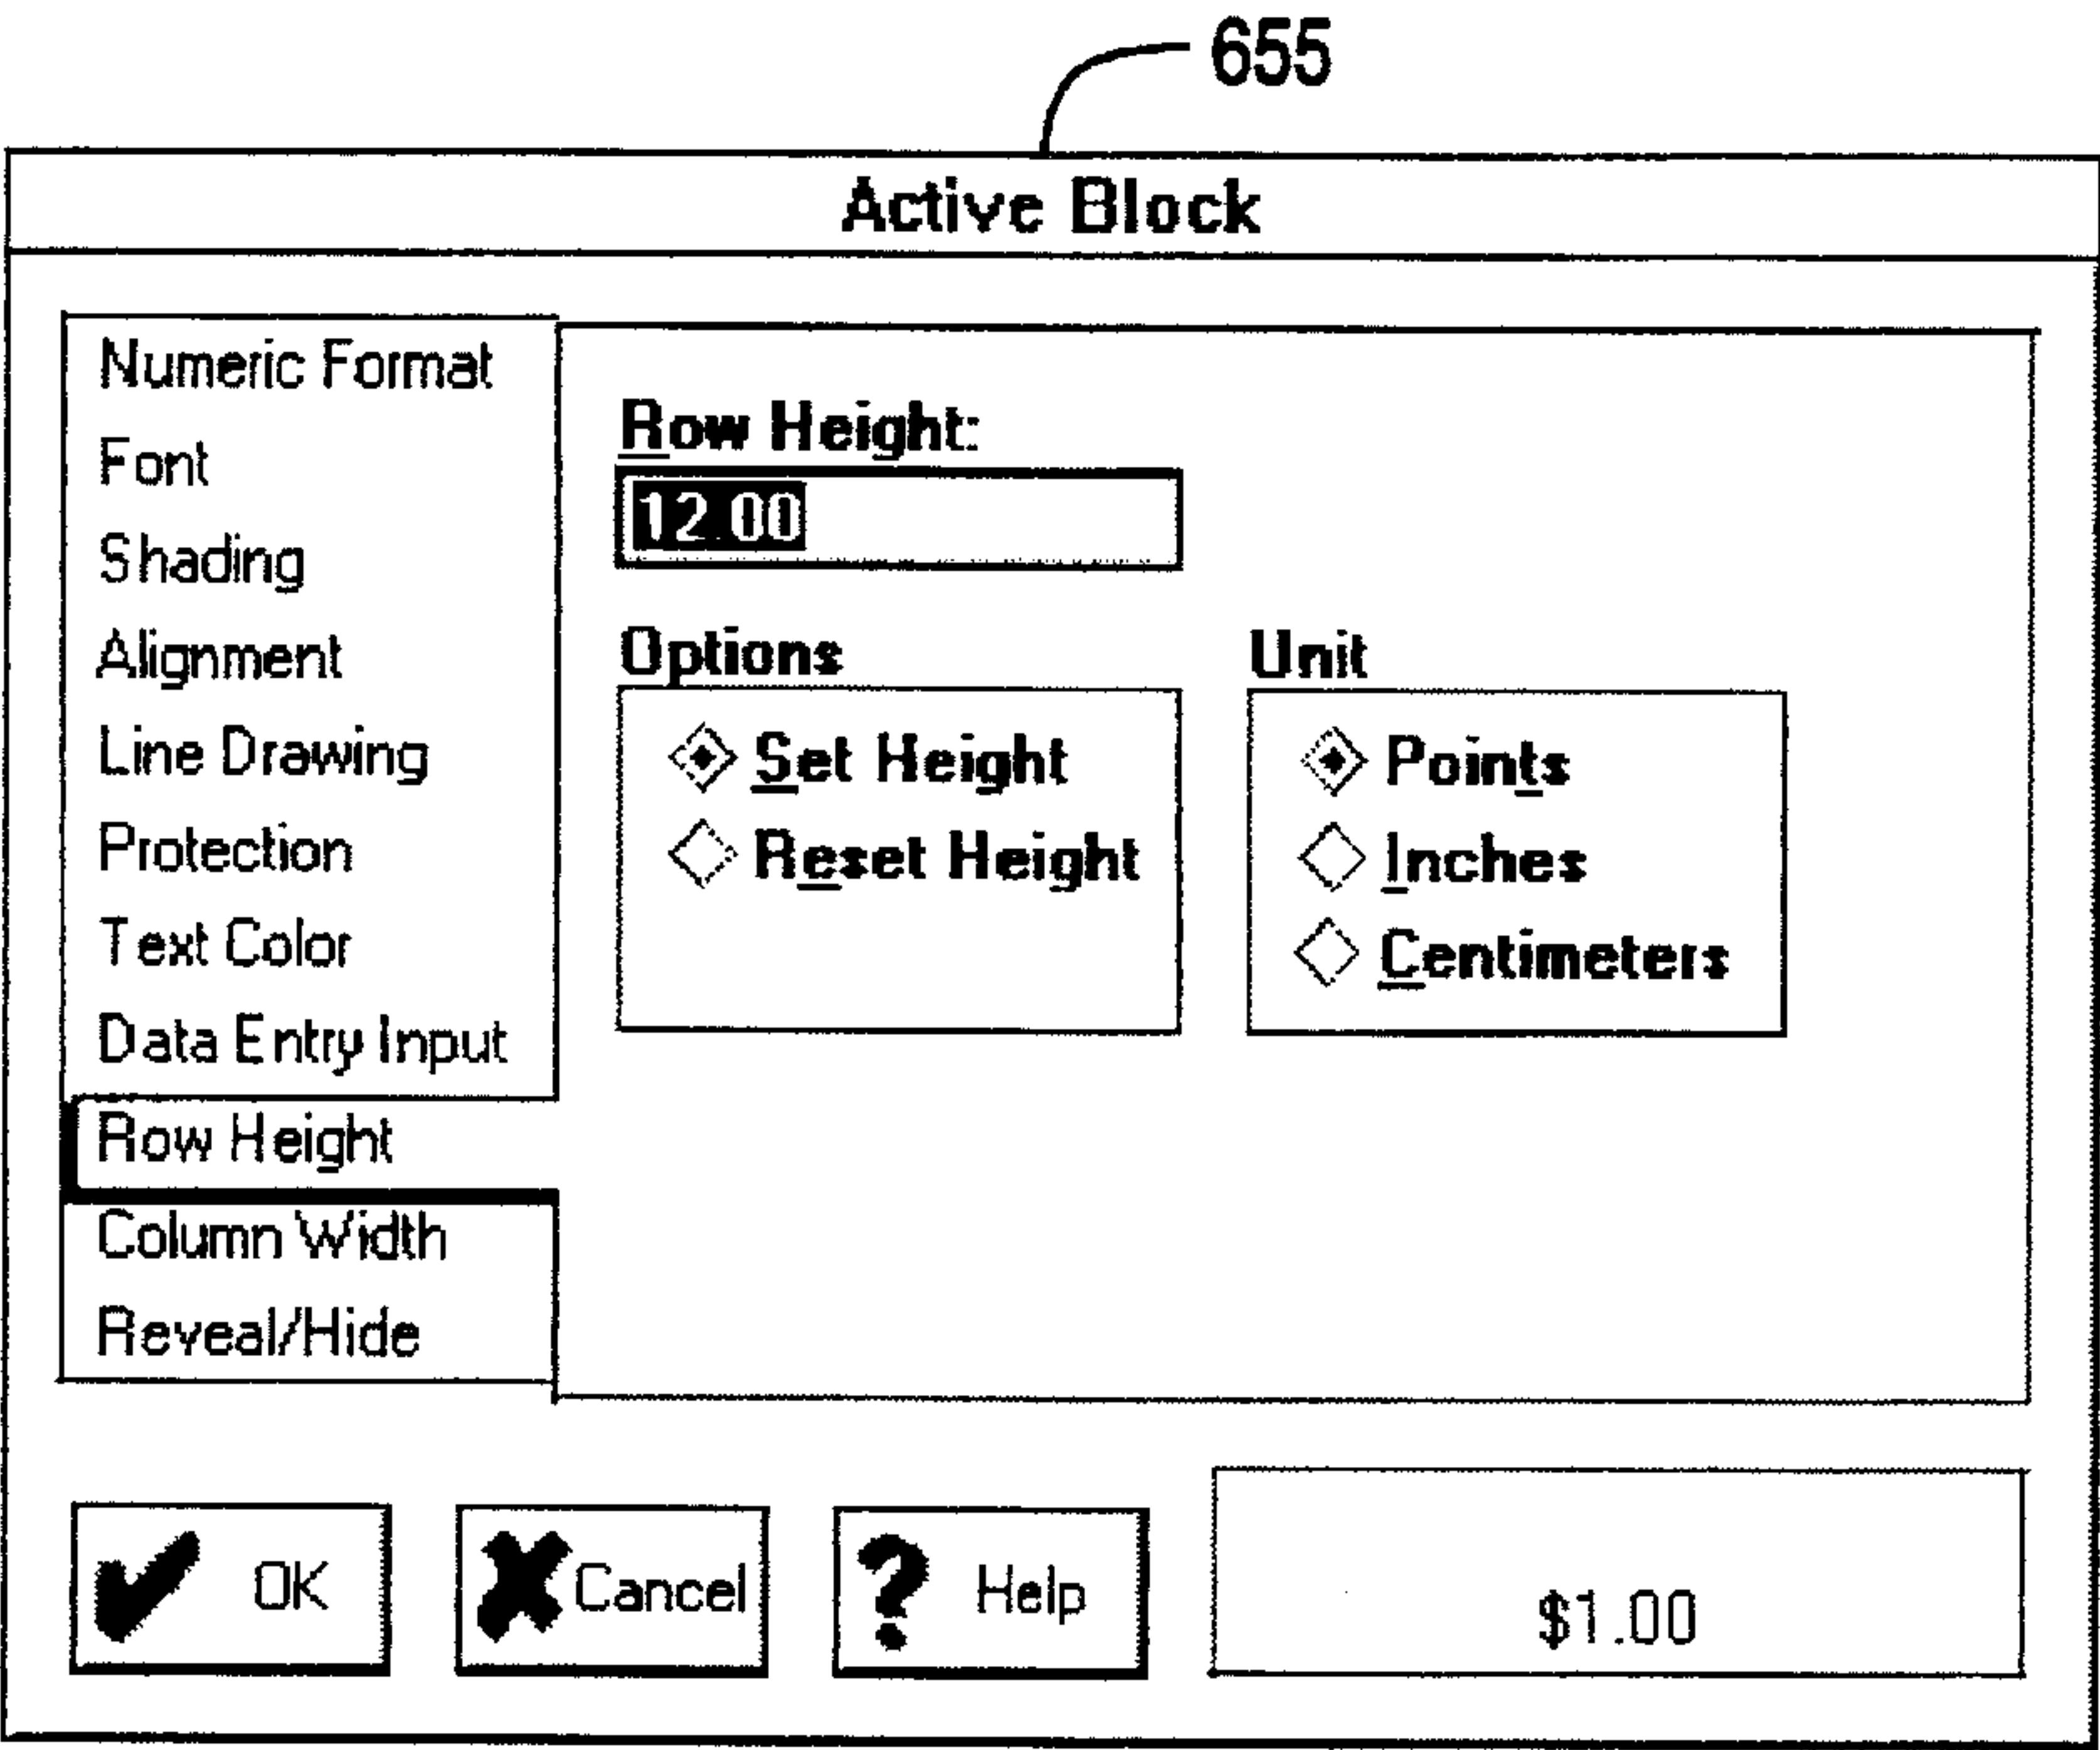 655
Active Block
Numeric Format
Font
Shading
Alignment
Line Drawing
Protection
Text Color
Data Entry Input
Row Height
Column Width
Reveal/Hide
Row Height:
12.00
Options
Set Height
Reset Height
Unit
Points
Inches
Centimeters
OK
Cancel
Help
$1.00